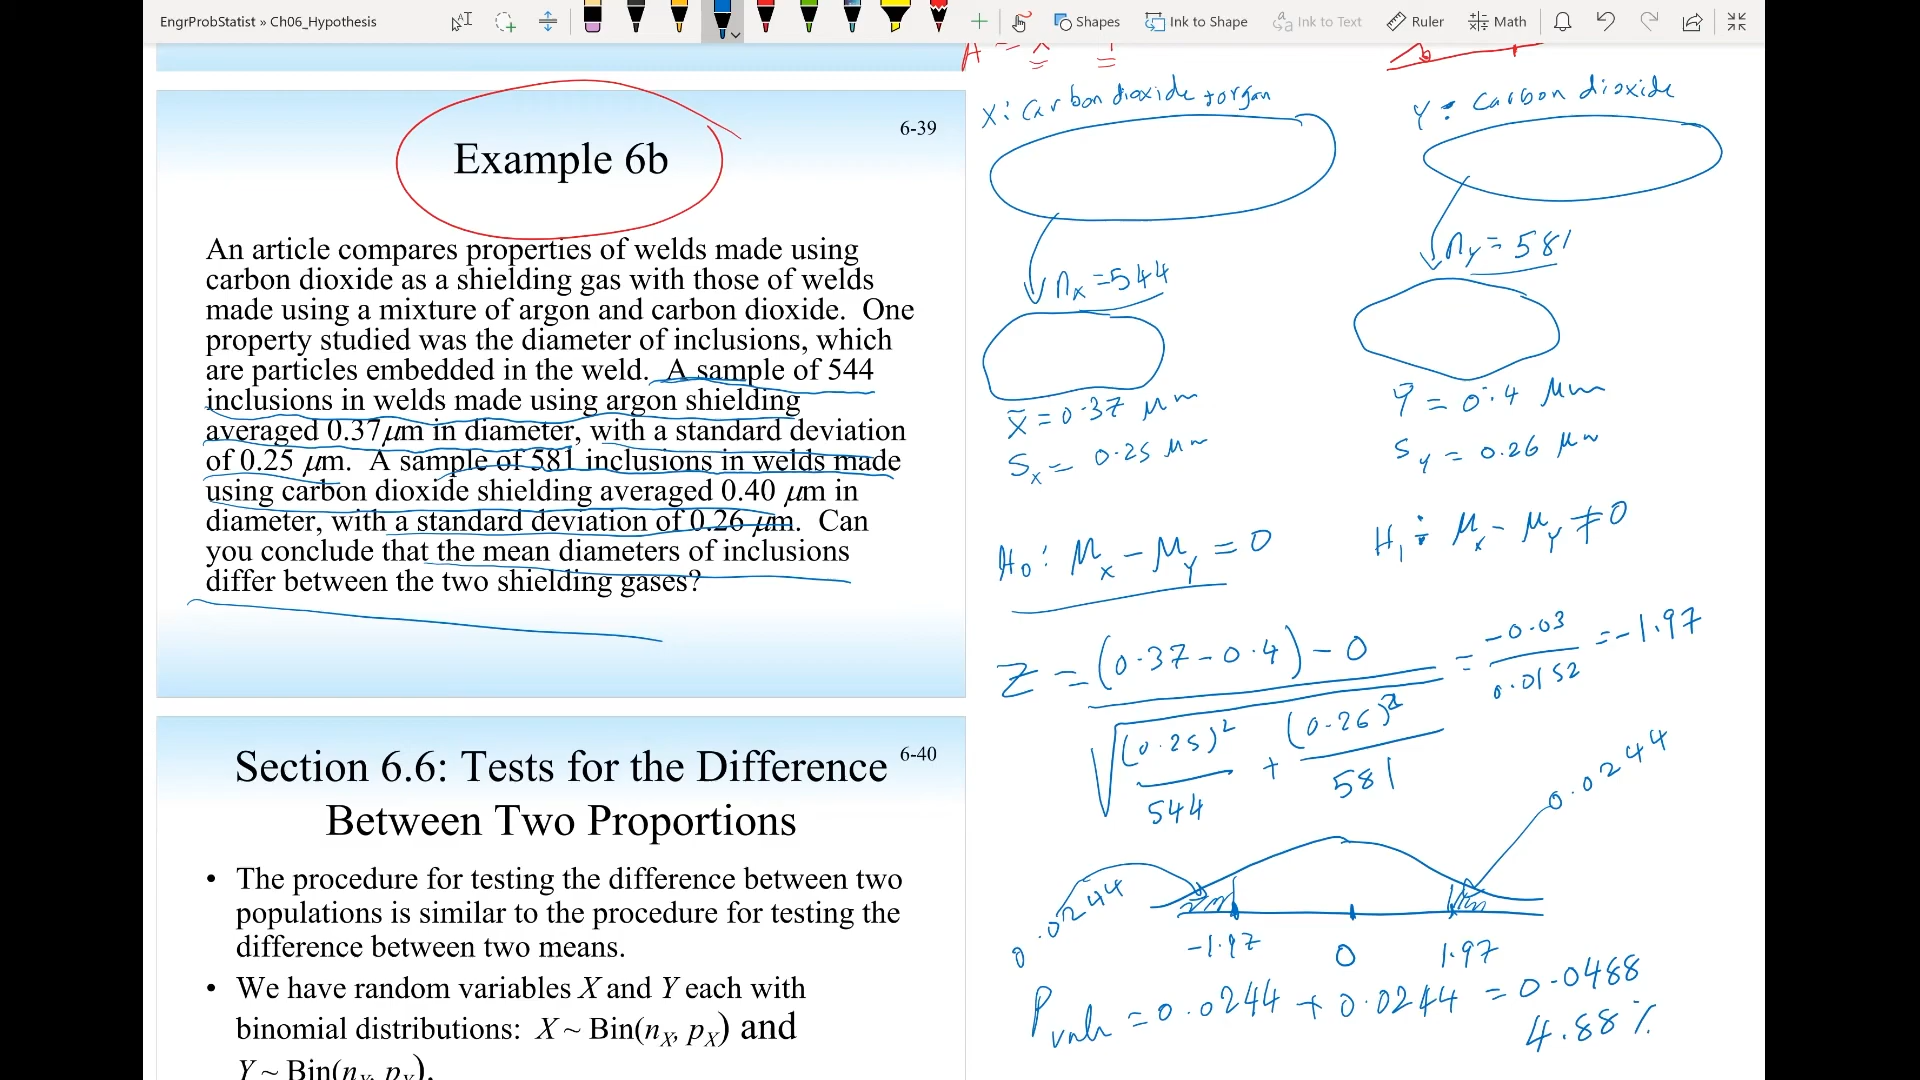 EngrProbStatist » Ch06_Hypothesis
Shapes
Ink to Shape
Ink to Text
Ruler
Math
6-39
Example 6b
An article compares properties of welds made using
carbon dioxide as a shielding gas with those of welds
made using a mixture of argon and carbon dioxide. One
property studied was the diameter of inclusions, which
are particles embedded in the weld. A sample of 544
inclusions in welds made using argon shielding
averaged 0.37μm in diameter, with a standard deviation
of 0.25 μm. A sample of 581 inclusions in welds made
using carbon dioxide shielding averaged 0.40 μm in
diameter, with a standard deviation of 0.26 μm. Can
you conclude that the mean diameters of inclusions
differ between the two shielding gases?
6-40
Section 6.6: Tests for the Difference
Between Two Proportions
• The procedure for testing the difference between two
populations is similar to the procedure for testing the
difference between two means.
• We have random variables X and Y each with
binomial distributions: X ~ Bin(nX, pX) and
Y ~ Bin(nY, pY).
X: Carbon dioxide + organ
nx = 544
X̄ = 0.37 μm
Sx = 0.25 μm
Y: Carbon dioxide
ny = 581
Ȳ = 0.4 μm
Sy = 0.26 μm
H0: μx - μy = 0
H1: μx - μy ≠ 0
Z = (0.37 - 0.4) - 0 / √((0.25)²/544 + (0.26)²/581) = -0.03/0.0152 = -1.97
0.0244
0.0244
-1.97 0 1.97
Pvalu = 0.0244 + 0.0244 = 0.0488
4.88 %